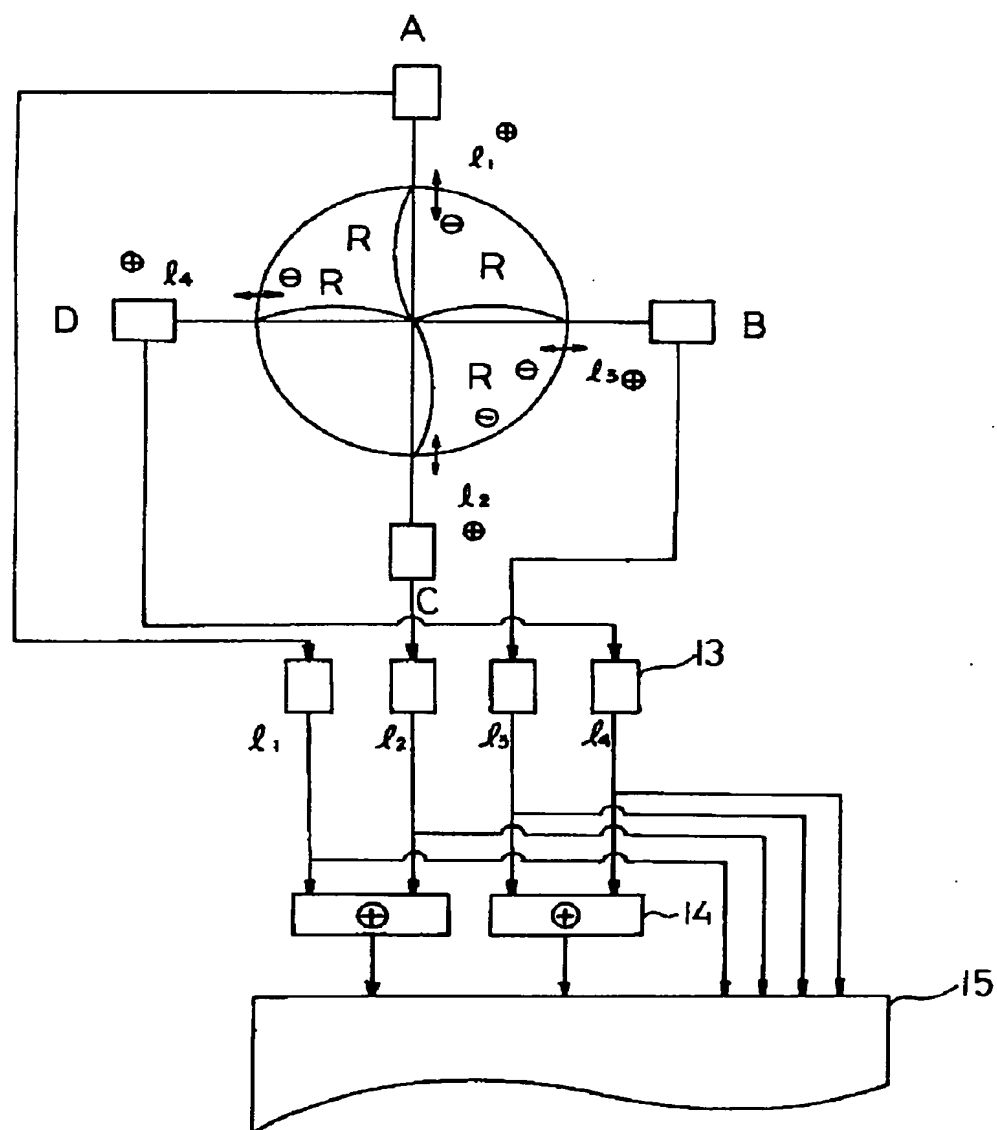 A
ℓ₁ ⊕
⊖
R
R
⊕ ℓ₄ ⊖
R
D
B
R ⊖ ℓ₃ ⊕
⊖
ℓ₂ ⊕
C
13
ℓ₁ ℓ₂ ℓ₃ ℓ₄
⊕ ⊕ 14
15